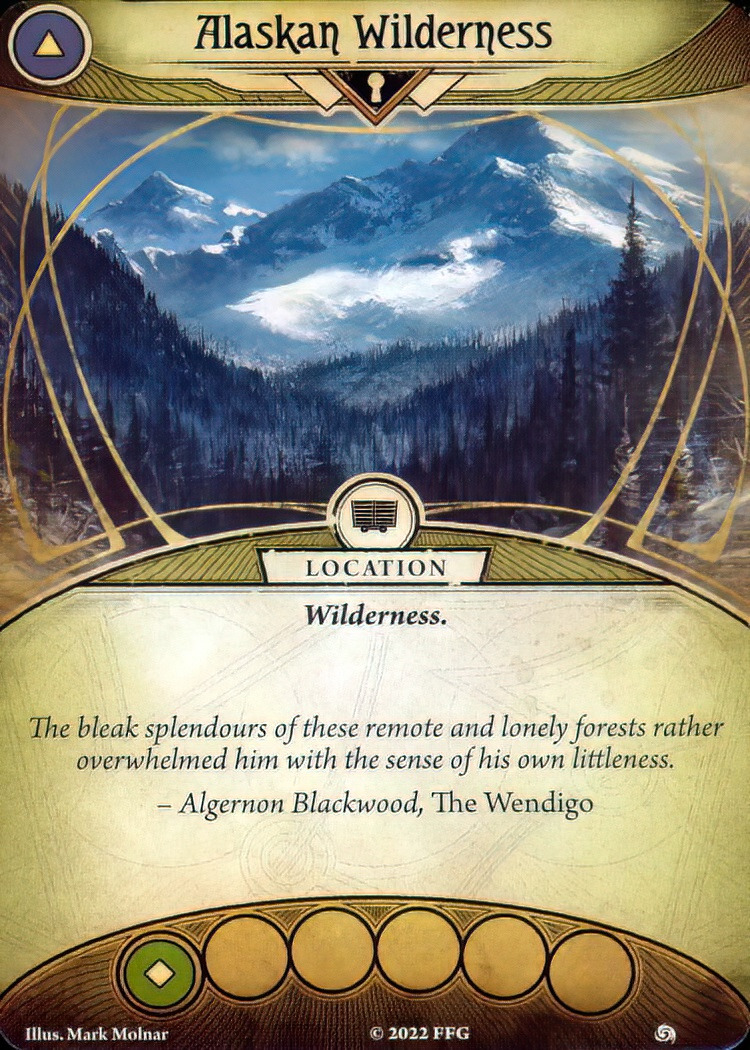 Alaskan Wilderness
LOCATION
Wilderness.
The bleak splendours of these remote and lonely forests rather
overwhelmed him with the sense of his own littleness.
– Algernon Blackwood, The Wendigo
Illus. Mark Molnar
© 2022 FFG